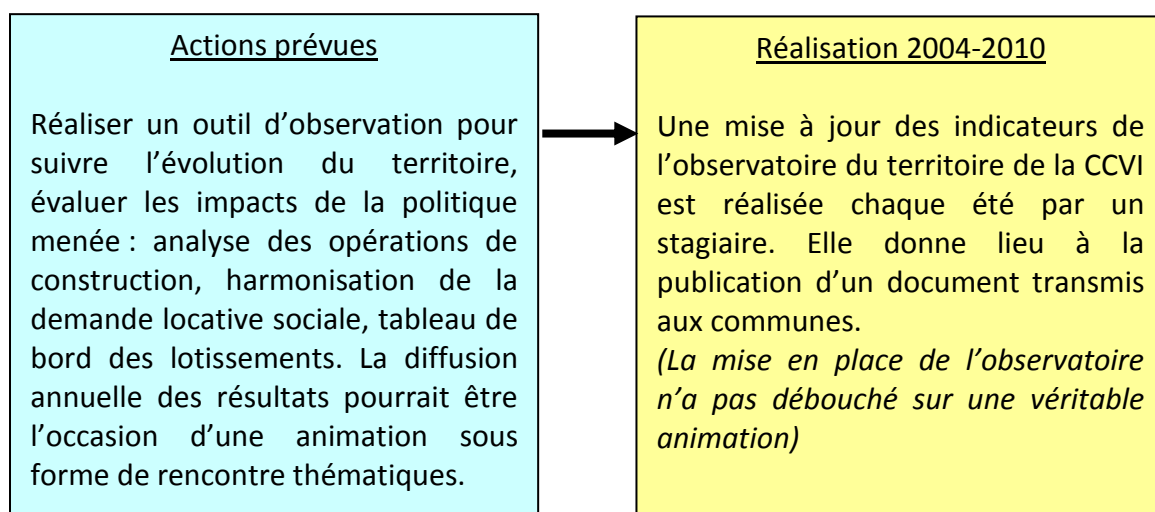 Actions prévues
Réaliser un outil d’observation pour
suivre l’évolution du territoire,
évaluer les impacts de la politique
menée : analyse des opérations de
construction, harmonisation de la
demande locative sociale, tableau de
bord des lotissements. La diffusion
annuelle des résultats pourrait être
l’occasion d’une animation sous
forme de rencontre thématiques.
Réalisation 2004-2010
Une mise à jour des indicateurs de
l’observatoire du territoire de la CCVI
est réalisée chaque été par un
stagiaire. Elle donne lieu à la
publication d’un document transmis
aux communes.
(La mise en place de l’observatoire
n’a pas débouché sur une véritable
animation)